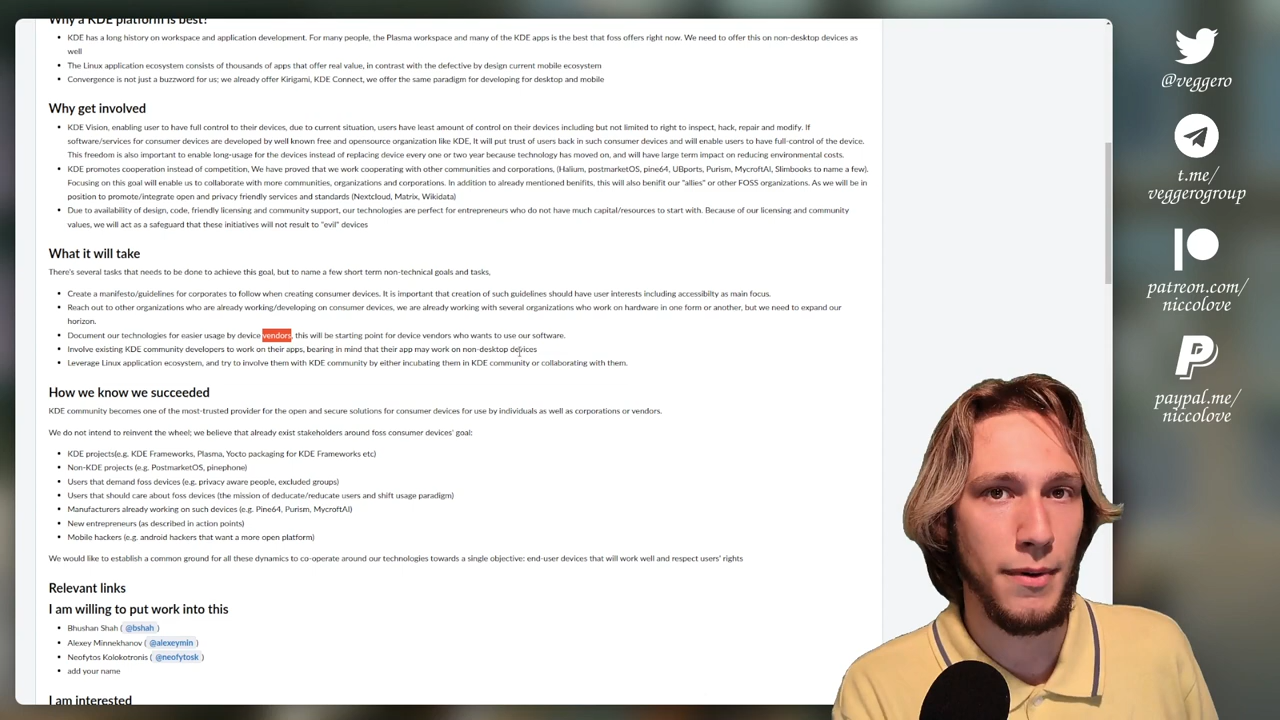 Why a KDE platform is best?
KDE has a long history on workspace and application development. For many people, the Plasma workspace and many of the KDE apps is the best that foss offers right now. We need to offer this on non-desktop devices as
well
The Linux application ecosystem consists of thousands of apps that offer real value, in contrast with the defective by design current mobile ecosystem
Convergence is not just a buzzword for us; we already offer Kirigami, KDE Connect, we offer the same paradigm for developing for desktop and mobile
Why get involved
KDE Vision, enabling user to have full control to their devices, due to current situation, users have least amount of control on their devices including but not limited to right to inspect, hack, repair and modify. If
software/services for consumer devices are developed by well known free and opensource organization like KDE, It will put trust of users back in such consumer devices and will enable users to have full-control of the device.
This freedom is also important to enable long-usage for the devices instead of replacing device every one or two year because technology has moved on, and will have large term impact on reducing environmental costs.
KDE promotes cooperation instead of competition, We have proved that we work cooperating with other communities and corporations, (Halium, postmarketOS, pine64, UBports, Purism, MycroftAI, Slimbooks to name a few).
Focusing on this goal will enable us to collaborate with more communities, organizations and corporations. In addition to already mentioned benifits, this will also benifit our "allies" or other FOSS organizations. As we will be in
position to promote/integrate open and privacy friendly services and standards (Nextcloud, Matrix, Wikidata)
Due to availability of design, code, friendly licensing and community support, our technologies are perfect for entrepreneurs who do not have much capital/resources to start with. Because of our licensing and community
values, we will act as a safeguard that these initiatives will not result to "evil" devices
What it will take
There's several tasks that needs to be done to achieve this goal, but to name a few short term non-technical goals and tasks,
Create a manifesto/guidelines for corporates to follow when creating consumer devices. It is important that creation of such guidelines should have user interests including accessibilty as main focus.
Reach out to other organizations who are already working/developing on consumer devices, we are already working with several organizations who work on hardware in one form or another, but we need to expand our
horizon.
Document our technologies for easier usage by device vendors, this will be starting point for device vendors who wants to use our software.
Involve existing KDE community developers to work on their apps, bearing in mind that their app may work on non-desktop devices
Leverage Linux application ecosystem, and try to involve them with KDE community by either incubating them in KDE community or collaborating with them.
How we know we succeeded
KDE community becomes one of the most-trusted provider for the open and secure solutions for consumer devices for use by individuals as well as corporations or vendors.
We do not intend to reinvent the wheel; we believe that already exist stakeholders around foss consumer devices' goal:
KDE projects(e.g. KDE Frameworks, Plasma, Yocto packaging for KDE Frameworks etc)
Non-KDE projects (e.g. PostmarketOS, pinephone)
Users that demand foss devices (e.g. privacy aware people, excluded groups)
Users that should care about foss devices (the mission of deducate/reducate users and shift usage paradigm)
Manufacturers already working on such devices (e.g. Pine64, Purism, MycroftAI)
New entrepreneurs (as described in action points)
Mobile hackers (e.g. android hackers that want a more open platform)
We would like to establish a common ground for all these dynamics to co-operate around our technologies towards a single objective: end-user devices that will work well and respect users' rights
Relevant links
I am willing to put work into this
Bhushan Shah ( @bshah )
Alexey Minnekhanov ( @alexeymin )
Neofytos Kolokotronis ( @neofytosk )
add your name
I am interested
@veggero
t.me/
veggerogroup
patreon.com/
niccolove
paypal.me/
niccolove